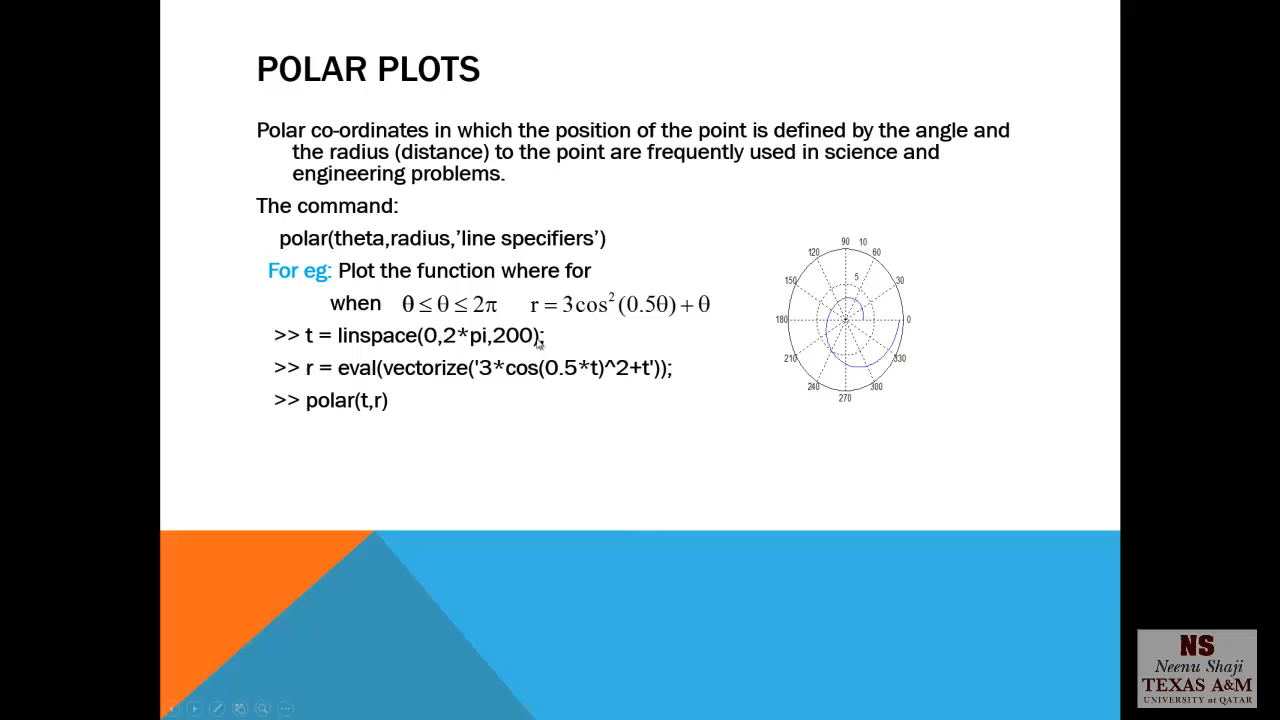 POLAR PLOTS
Polar co-ordinates in which the position of the point is defined by the angle and
the radius (distance) to the point are frequently used in science and
engineering problems.
The command:
polar(theta,radius,’line specifiers’)
For eg: Plot the function where for
when θ ≤ θ ≤ 2π r = 3cos²(0.5θ) + θ
>> t = linspace(0,2*pi,200);
>> r = eval(vectorize('3*cos(0.5*t)^2+t'));
>> polar(t,r)
90 10
120 60
5
150 30
180 0
210 330
240 300
270
NS
Neenu Shaji
TEXAS A&M
UNIVERSITY at QATAR